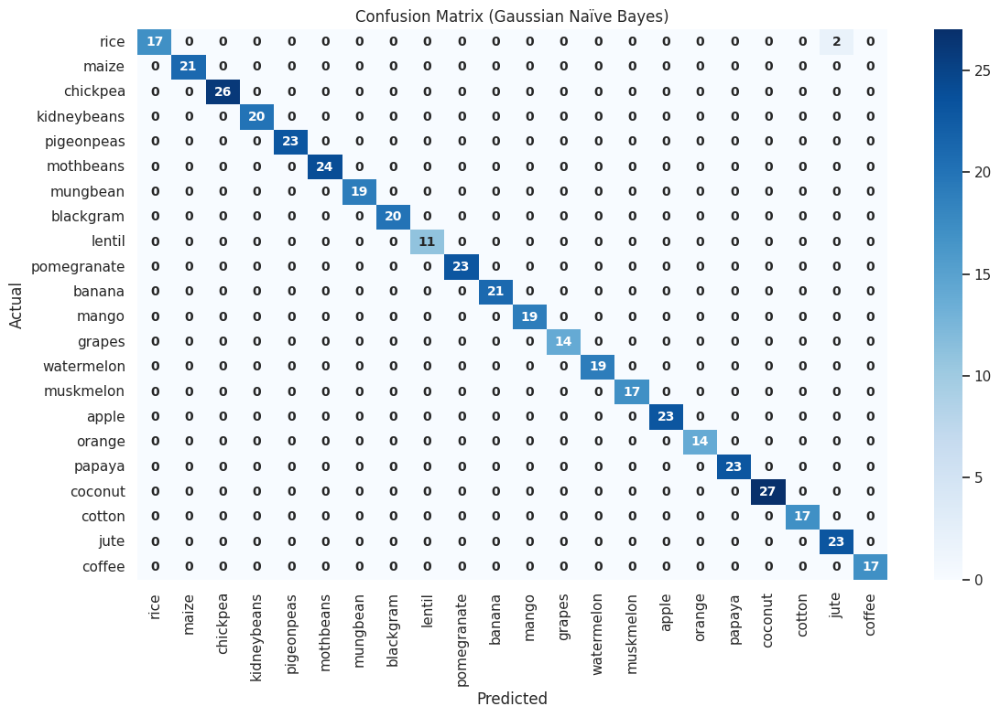 Confusion Matrix (Gaussian Naïve Bayes)
rice 17 0 0 0 0 0 0 0 0 0 0 0 0 0 0 0 0 0 0 0 2 0
maize 0 21 0 0 0 0 0 0 0 0 0 0 0 0 0 0 0 0 0 0 0 0
chickpea 0 0 26 0 0 0 0 0 0 0 0 0 0 0 0 0 0 0 0 0 0 0
kidneybeans 0 0 0 20 0 0 0 0 0 0 0 0 0 0 0 0 0 0 0 0 0 0
pigeonpeas 0 0 0 0 23 0 0 0 0 0 0 0 0 0 0 0 0 0 0 0 0 0
mothbeans 0 0 0 0 0 24 0 0 0 0 0 0 0 0 0 0 0 0 0 0 0 0
mungbean 0 0 0 0 0 0 19 0 0 0 0 0 0 0 0 0 0 0 0 0 0 0
blackgram 0 0 0 0 0 0 0 20 0 0 0 0 0 0 0 0 0 0 0 0 0 0
lentil 0 0 0 0 0 0 0 0 11 0 0 0 0 0 0 0 0 0 0 0 0 0
pomegranate 0 0 0 0 0 0 0 0 0 23 0 0 0 0 0 0 0 0 0 0 0 0
banana 0 0 0 0 0 0 0 0 0 0 21 0 0 0 0 0 0 0 0 0 0 0
mango 0 0 0 0 0 0 0 0 0 0 0 19 0 0 0 0 0 0 0 0 0 0
grapes 0 0 0 0 0 0 0 0 0 0 0 0 14 0 0 0 0 0 0 0 0 0
watermelon 0 0 0 0 0 0 0 0 0 0 0 0 0 19 0 0 0 0 0 0 0 0
muskmelon 0 0 0 0 0 0 0 0 0 0 0 0 0 0 17 0 0 0 0 0 0 0
apple 0 0 0 0 0 0 0 0 0 0 0 0 0 0 0 23 0 0 0 0 0 0
orange 0 0 0 0 0 0 0 0 0 0 0 0 0 0 0 0 14 0 0 0 0 0
papaya 0 0 0 0 0 0 0 0 0 0 0 0 0 0 0 0 0 23 0 0 0 0
coconut 0 0 0 0 0 0 0 0 0 0 0 0 0 0 0 0 0 0 27 0 0 0
cotton 0 0 0 0 0 0 0 0 0 0 0 0 0 0 0 0 0 0 0 17 0 0
jute 0 0 0 0 0 0 0 0 0 0 0 0 0 0 0 0 0 0 0 0 23 0
coffee 0 0 0 0 0 0 0 0 0 0 0 0 0 0 0 0 0 0 0 0 0 17
Actual
rice
maize
chickpea
kidneybeans
pigeonpeas
mothbeans
mungbean
blackgram
lentil
pomegranate
banana
mango
grapes
watermelon
muskmelon
apple
orange
papaya
coconut
cotton
jute
coffee
Predicted
25
20
15
10
5
0